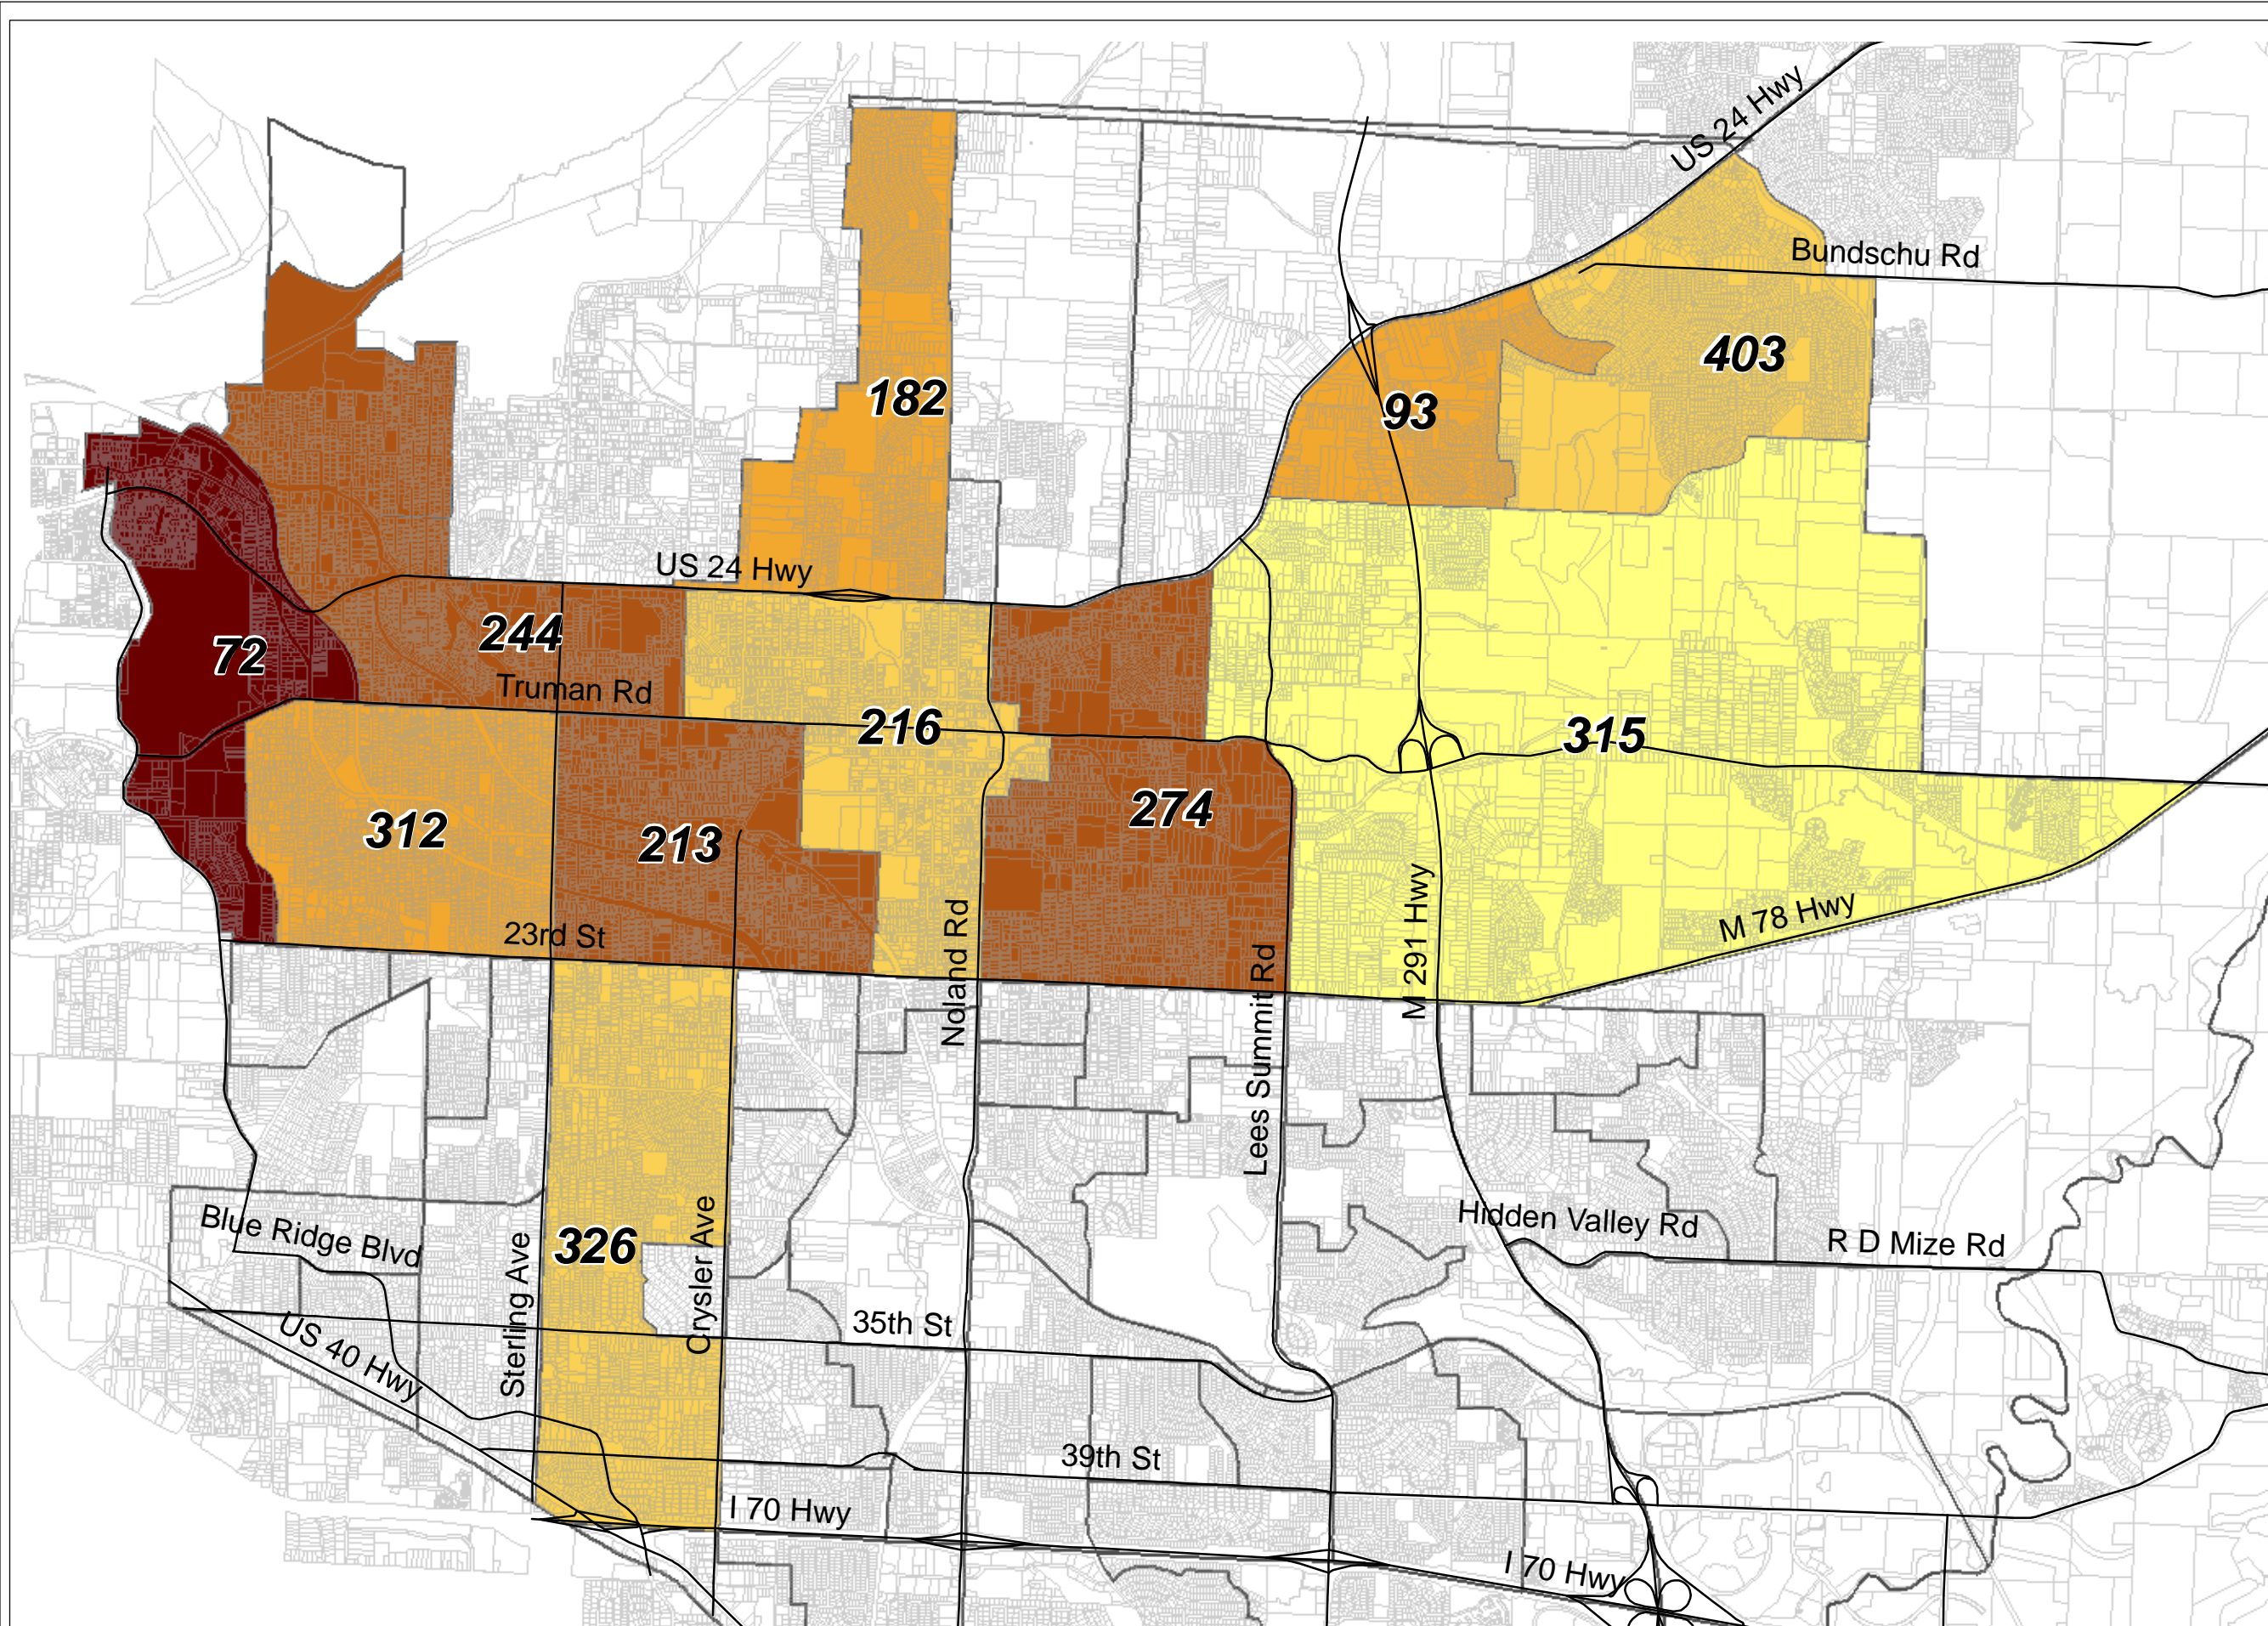 US 24 Hwy
Bundschu Rd
403
182
93
US 24 Hwy
244
72
Truman Rd
216
315
274
312
213
M 291 Hwy
M 78 Hwy
23rd St
Noland Rd
Lees Summit Rd
Hidden Valley Rd
R D Mize Rd
Blue Ridge Blvd
326
Crysler Ave
Sterling Ave
35th St
US 40 Hwy
39th St
I 70 Hwy
I 70 Hwy